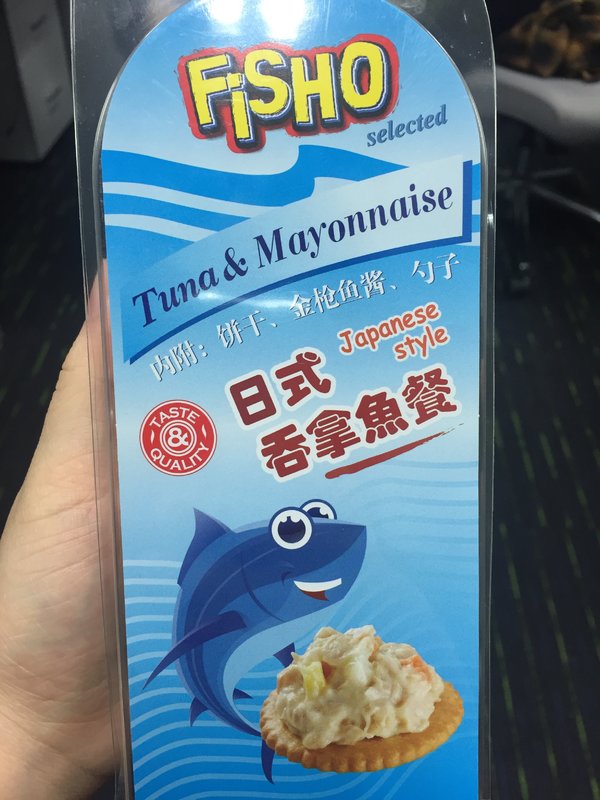 FiSHO
selected
Tuna & Mayonnaise
内附：饼干、金枪鱼酱、勺子
Japanese
style
日式
吞拿魚餐
TASTE
&
QUALITY